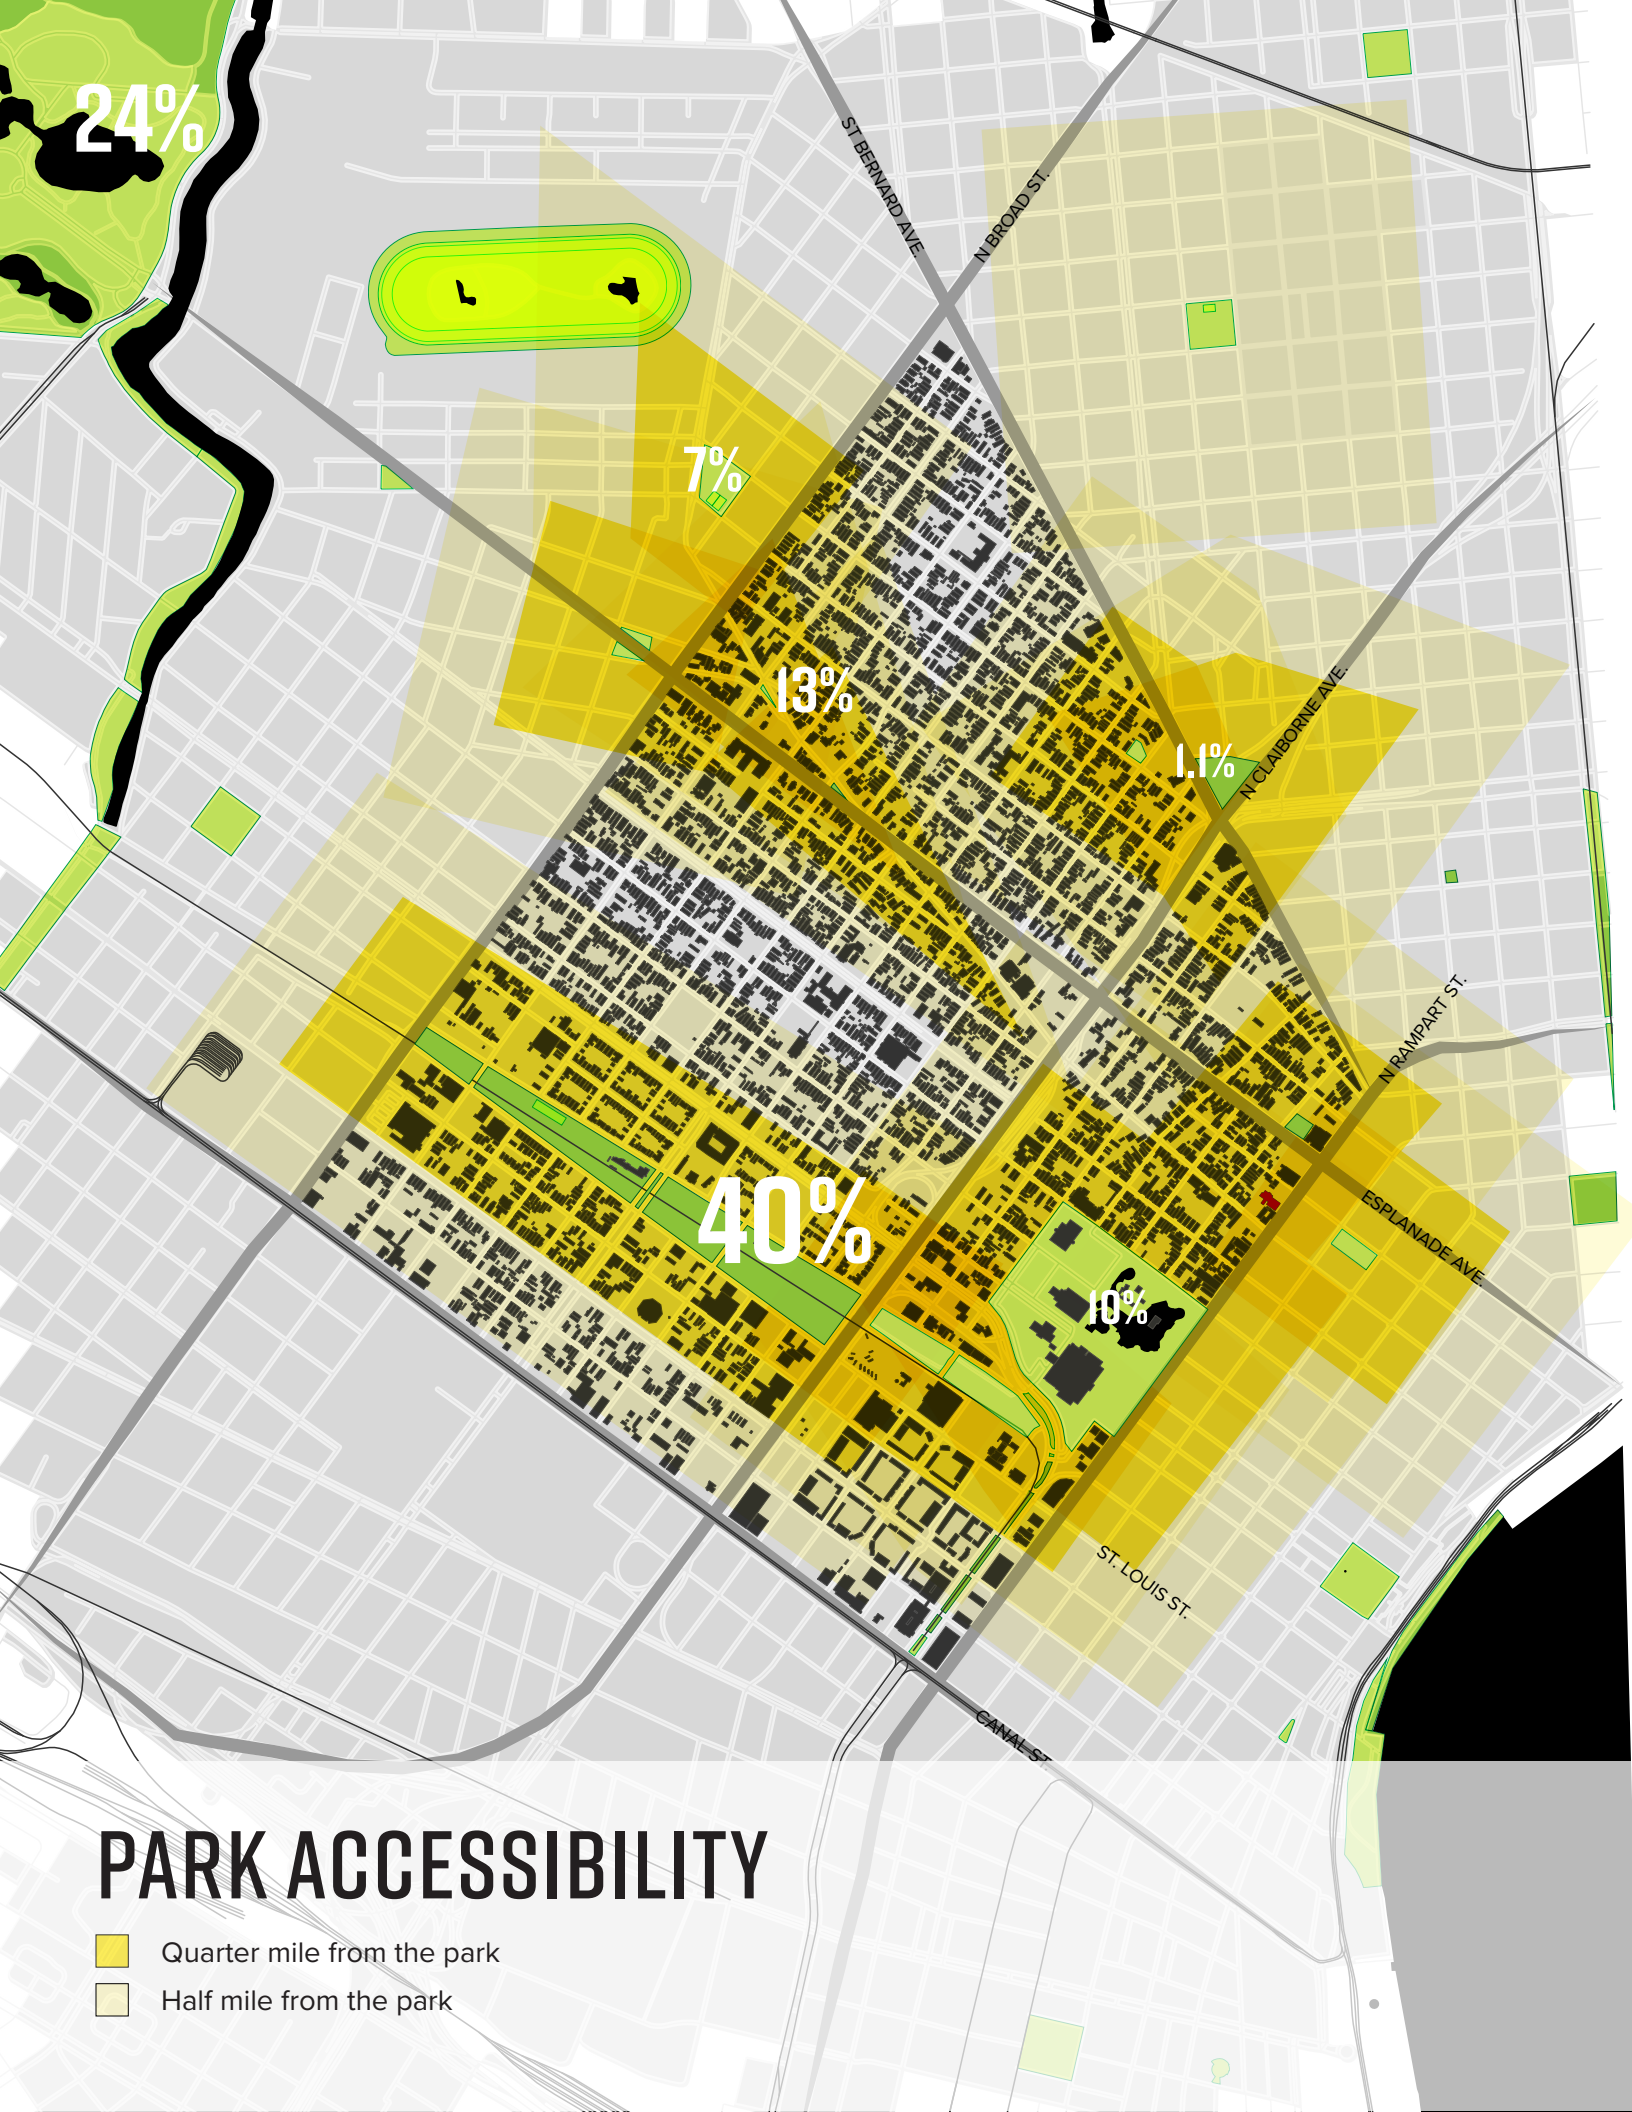 24%
ST BERNARD AVE.
N BROAD ST.
7%
13%
1.1%
N CLAIBORNE AVE.
N RAMPART ST.
40%
ESPLANADE AVE.
10%
ST. LOUIS ST.
CANAL ST.
PARK ACCESSIBILITY
Quarter mile from the park
Half mile from the park